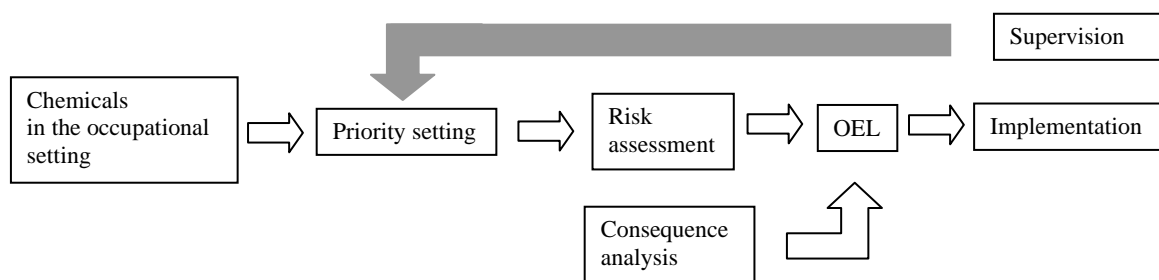 Supervision
Chemicals
in the occupational
setting
Priority setting
Risk
assessment
OEL
Implementation
Consequence
analysis